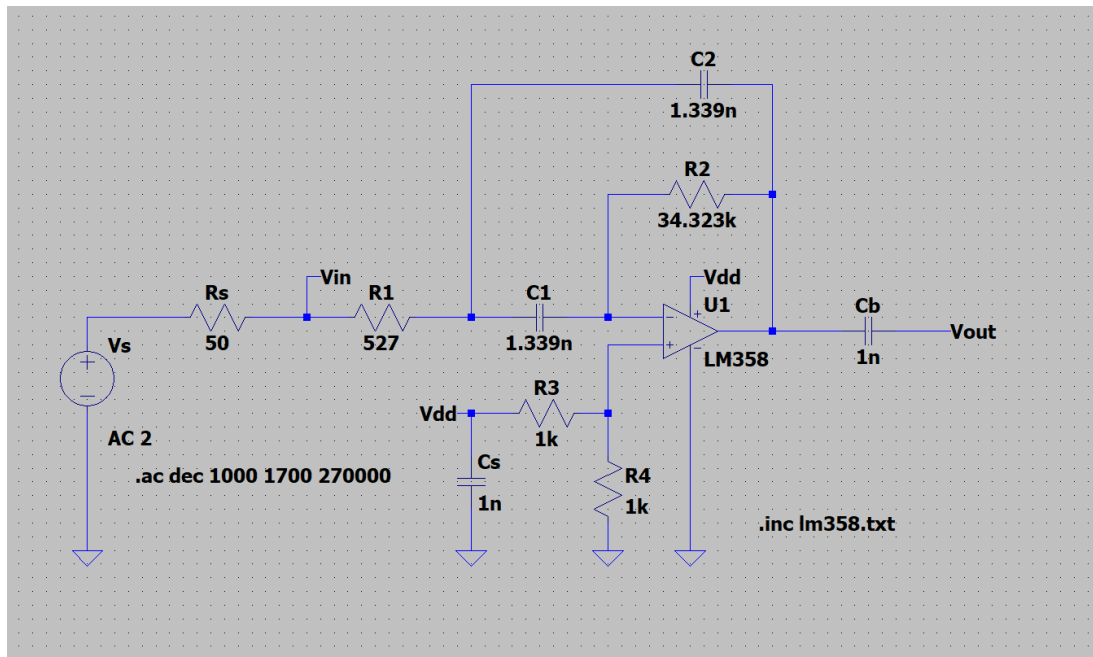 C2
1.339n
R2
34.323k
Vin
Vdd
Rs
R1
C1
U1
Cb
50
527
1.339n
Vout
Vs
LM358
1n
R3
Vdd
AC 2
1k
Cs
R4
.ac dec 1000 1700 270000
1n
1k
.inc lm358.txt